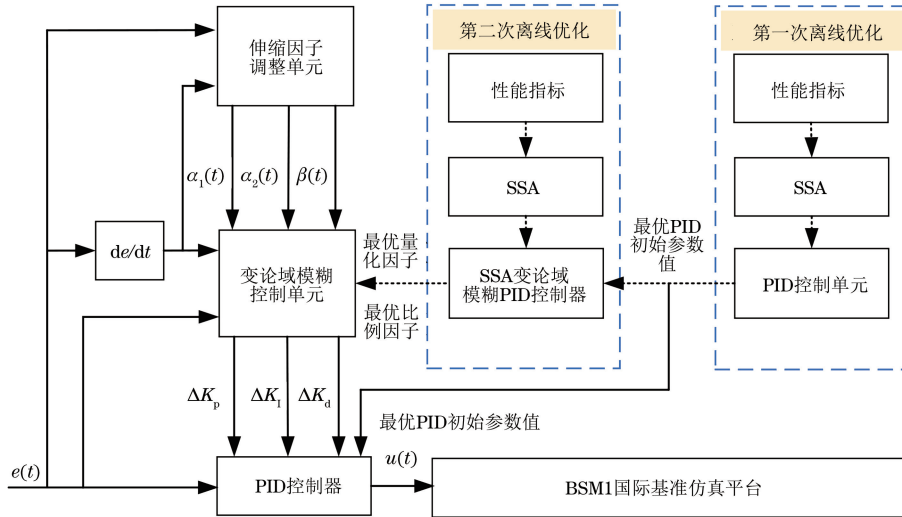 第二次离线优化
第一次离线优化
伸缩因子
调整单元
性能指标
性能指标
α₁(t)
α₂(t)
β(t)
SSA
SSA
de/dt
变论域模糊
控制单元
最优量
化因子
最优比
例因子
SSA变论域
模糊PID控制器
最优PID
初始参数
值
PID控制单元
ΔKₚ
ΔK_I
ΔK_d
最优PID初始参数值
e(t)
PID控制器
u(t)
BSM1国际基准仿真平台